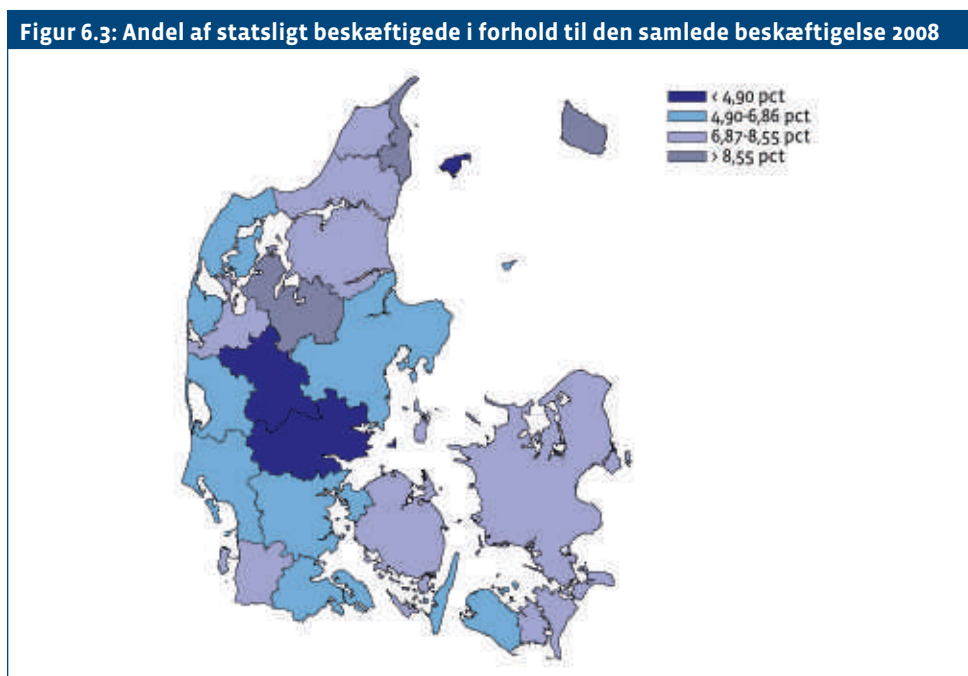 Figur 6.3: Andel af statsligt beskæftigede i forhold til den samlede beskæftigelse 2008
< 4,90 pct
4,90-6,86 pct
6,87-8,55 pct
> 8,55 pct